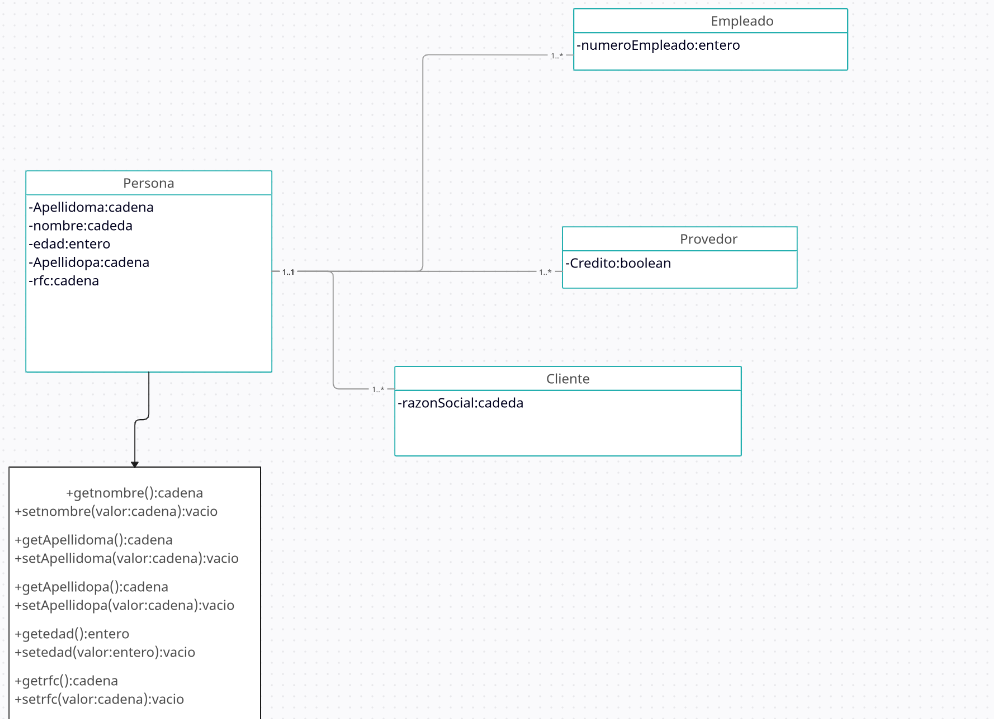 Empleado
-numeroEmpleado:entero
1..*
Persona
-Apellidoma:cadena
-nombre:cadeda
-edad:entero
-Apellidopa:cadena
-rfc:cadena
1..1
Provedor
-Credito:boolean
1..*
Cliente
-razonSocial:cadeda
1..*
+getnombre():cadena
+setnombre(valor:cadena):vacio
+getApellidoma():cadena
+setApellidoma(valor:cadena):vacio
+getApellidopa():cadena
+setApellidopa(valor:cadena):vacio
+getedad():entero
+setedad(valor:entero):vacio
+getrfc():cadena
+setrfc(valor:cadena):vacio